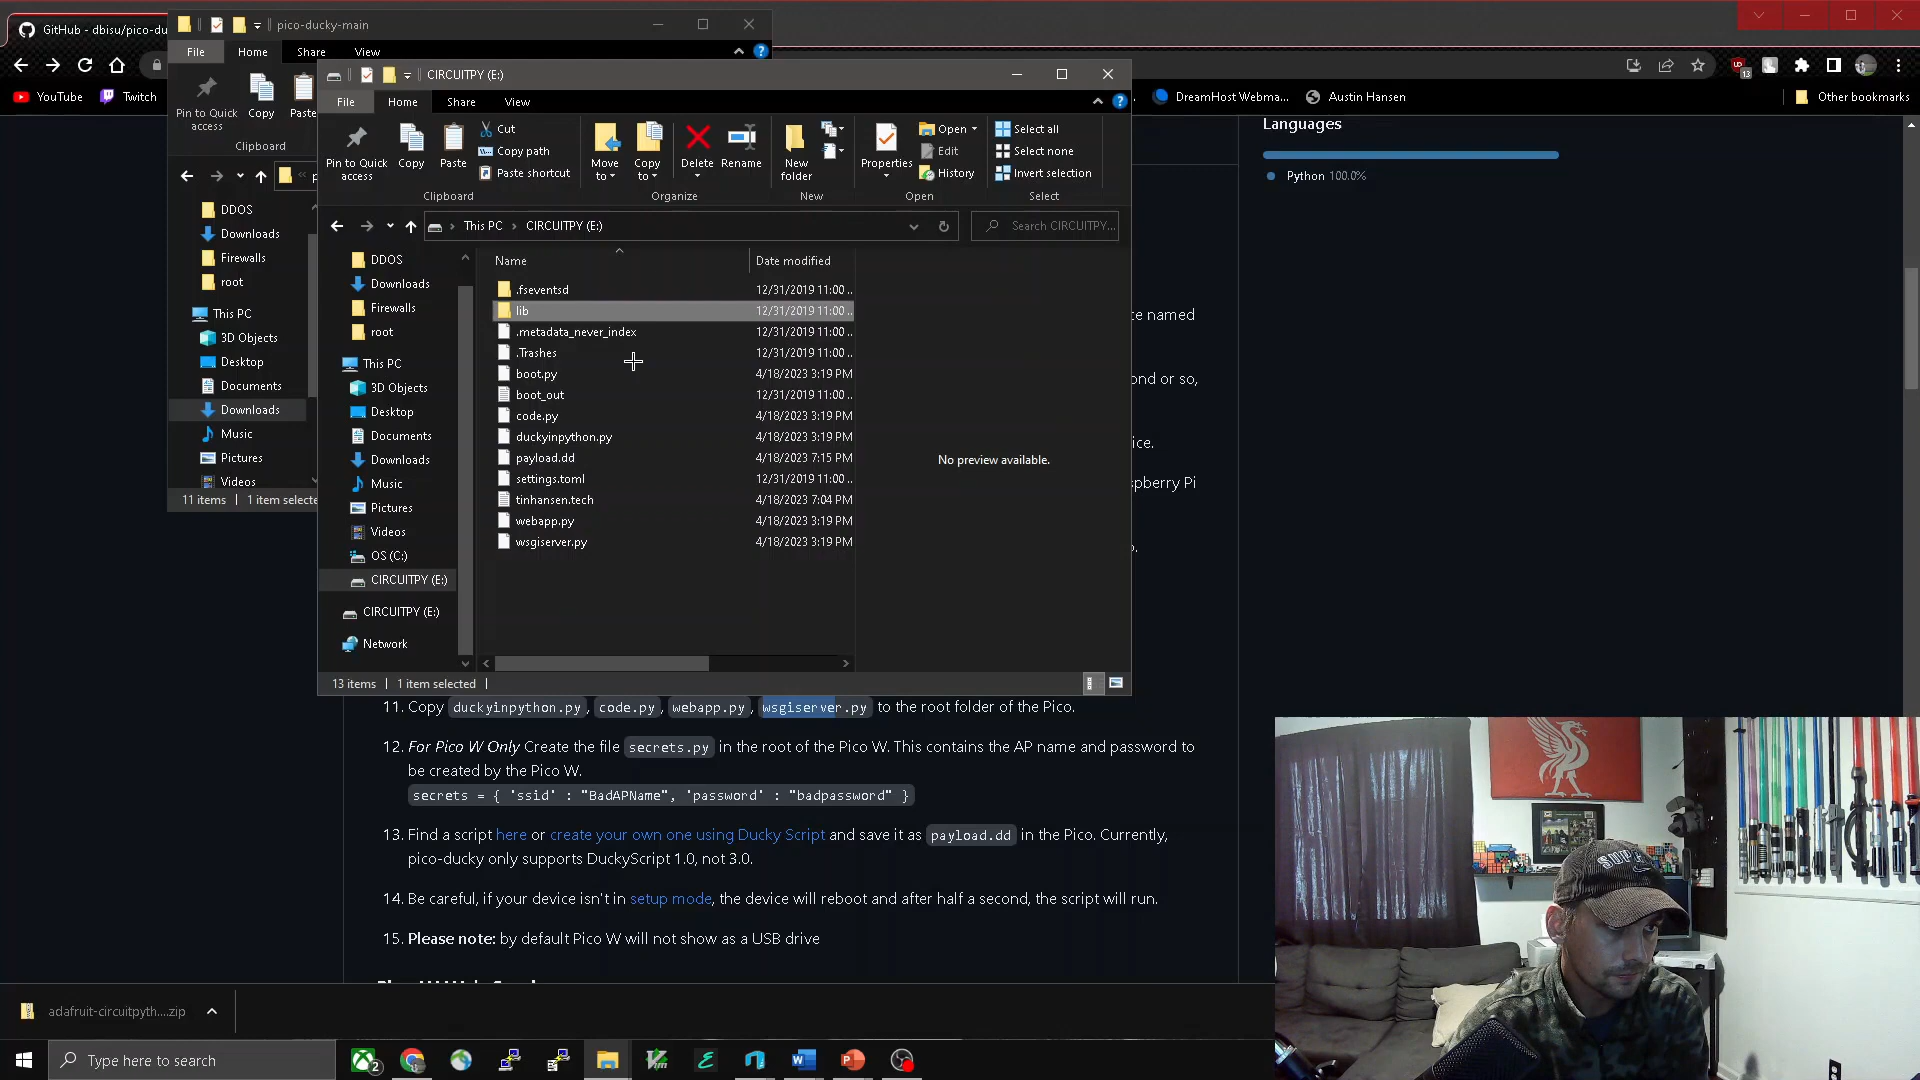 GitHub - dbisu/pico-du
pico-ducky-main
File Home Share View
YouTube Twitch
DreamHost Webma... Austin Hansen Other bookmarks
13
Pin to Quick access
Copy
Paste
Clipboard
DDOS
Downloads
Firewalls
root
This PC
3D Objects
Desktop
Documents
Downloads
Music
Pictures
Videos
11 items 1 item selecte
CIRCUITPY (E:)
File Home Share View
Pin to Quick access
Copy
Paste
Cut
Copy path
Paste shortcut
Clipboard
Move to
Copy to
Delete
Rename
Organize
New folder
New
Properties
Open
Edit
History
Open
Select all
Select none
Invert selection
Select
This PC > CIRCUITPY (E:)
Search CIRCUITPY...
DDOS
Downloads
Firewalls
root
This PC
3D Objects
Desktop
Documents
Downloads
Music
Pictures
Videos
OS (C:)
CIRCUITPY (E:)
CIRCUITPY (E:)
Network
Name Date modified
.fseventsd 12/31/2019 11:00 ..
lib 12/31/2019 11:00 ..
.metadata_never_index 12/31/2019 11:00 ..
.Trashes 12/31/2019 11:00 ..
boot.py 4/18/2023 3:19 PM
boot_out 12/31/2019 11:00 ..
code.py 4/18/2023 3:19 PM
duckyinpython.py 4/18/2023 3:19 PM
payload.dd 4/18/2023 7:15 PM
settings.toml 12/31/2019 11:00 ..
tinhansen.tech 4/18/2023 7:04 PM
webapp.py 4/18/2023 3:19 PM
wsgiserver.py 4/18/2023 3:19 PM
No preview available.
13 items 1 item selected
Languages
Python 100.0%
te named
ond or so,
ice.
spberry Pi
o.
11. Copy duckyinpython.py, code.py, webapp.py, wsgiserver.py to the root folder of the Pico.
12. For Pico W Only Create the file secrets.py in the root of the Pico W. This contains the AP name and password to
be created by the Pico W.
secrets = { 'ssid' : "BadAPName", 'password' : "badpassword" }
13. Find a script here or create your own one using Ducky Script and save it as payload.dd in the Pico. Currently,
pico-ducky only supports DuckyScript 1.0, not 3.0.
14. Be careful, if your device isn't in setup mode, the device will reboot and after half a second, the script will run.
15. Please note: by default Pico W will not show as a USB drive
adafruit-circuitpyth....zip
Type here to search
2